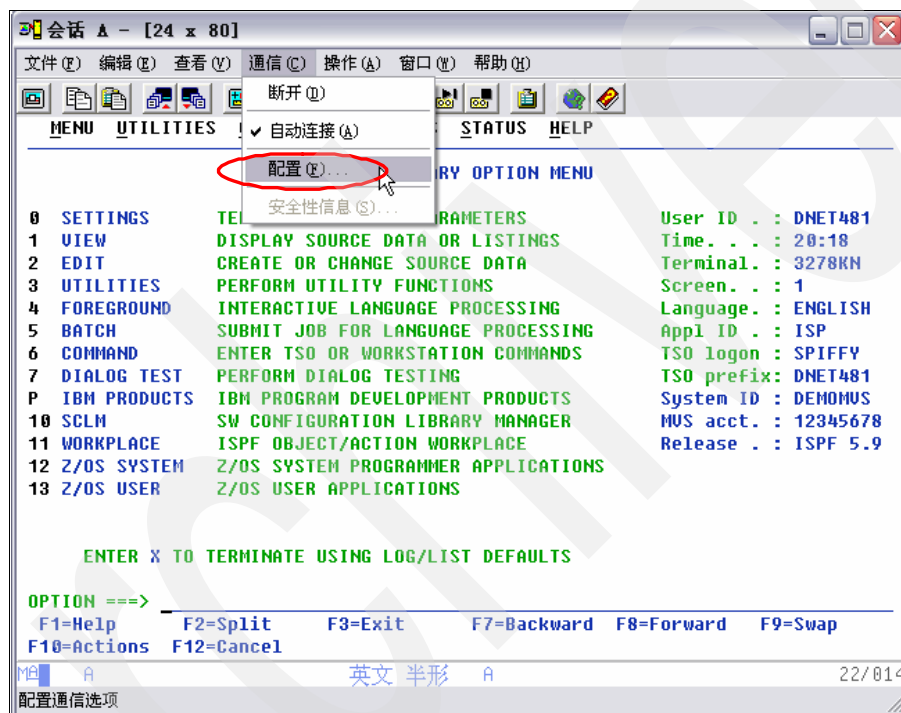 会话 A - [24 x 80]
文件(F) 编辑(E) 查看(V) 通信(C) 操作(A) 窗口(W) 帮助(H)
断开(D)
✓ 自动连接(A)
配置(F)...
安全性信息(S)...
MENU UTILITIES STATUS HELP
RY OPTION MENU
0 SETTINGS TE RAMETERS User ID . : DNET481
1 VIEW DISPLAY SOURCE DATA OR LISTINGS Time. . . : 20:18
2 EDIT CREATE OR CHANGE SOURCE DATA Terminal. : 3278KN
3 UTILITIES PERFORM UTILITY FUNCTIONS Screen. . : 1
4 FOREGROUND INTERACTIVE LANGUAGE PROCESSING Language. : ENGLISH
5 BATCH SUBMIT JOB FOR LANGUAGE PROCESSING Appl ID . : ISP
6 COMMAND ENTER TSO OR WORKSTATION COMMANDS TSO logon : SPIFFY
7 DIALOG TEST PERFORM DIALOG TESTING TSO prefix: DNET481
P IBM PRODUCTS IBM PROGRAM DEVELOPMENT PRODUCTS System ID : DEMOMVS
10 SCLM SW CONFIGURATION LIBRARY MANAGER MVS acct. : 12345678
11 WORKPLACE ISPF OBJECT/ACTION WORKPLACE Release . : ISPF 5.9
12 Z/OS SYSTEM Z/OS SYSTEM PROGRAMMER APPLICATIONS
13 Z/OS USER Z/OS USER APPLICATIONS
ENTER X TO TERMINATE USING LOG/LIST DEFAULTS
OPTION ===>
F1=Help F2=Split F3=Exit F7=Backward F8=Forward F9=Swap
F10=Actions F12=Cancel
MA A 英文 半形 A 22/014
配置通信选项